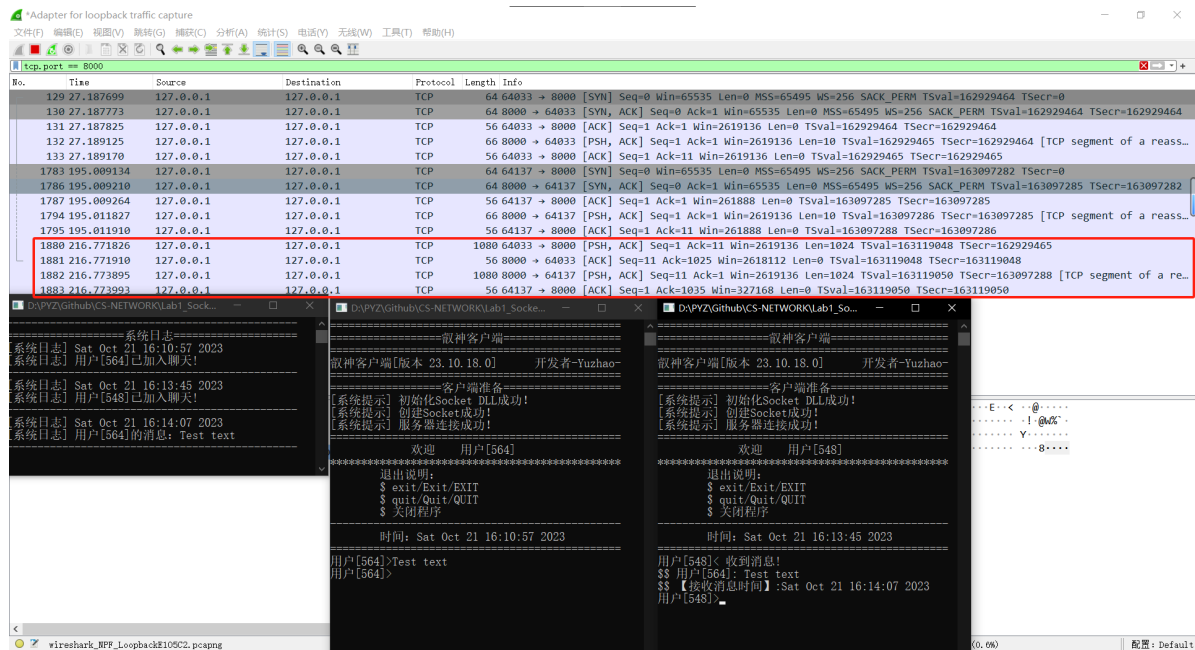 *Adapter for loopback traffic capture
文件(F) 编辑(E) 视图(V) 跳转(G) 捕获(C) 分析(A) 统计(S) 电话(Y) 无线(W) 工具(T) 帮助(H)
tcp.port == 8000
No. Time Source Destination Protocol Length Info
129 27.187699 127.0.0.1 127.0.0.1 TCP 64 64033 → 8000 [SYN] Seq=0 Win=65535 Len=0 MSS=65495 WS=256 SACK_PERM TSval=162929464 TSecr=0
130 27.187773 127.0.0.1 127.0.0.1 TCP 64 8000 → 64033 [SYN, ACK] Seq=0 Ack=1 Win=65535 Len=0 MSS=65495 WS=256 SACK_PERM TSval=162929464 TSecr=162929464
131 27.187825 127.0.0.1 127.0.0.1 TCP 56 64033 → 8000 [ACK] Seq=1 Ack=1 Win=2619136 Len=0 TSval=162929464 TSecr=162929464
132 27.189125 127.0.0.1 127.0.0.1 TCP 66 8000 → 64033 [PSH, ACK] Seq=1 Ack=1 Win=2619136 Len=10 TSval=162929465 TSecr=162929464 [TCP segment of a reass…
133 27.189170 127.0.0.1 127.0.0.1 TCP 56 64033 → 8000 [ACK] Seq=1 Ack=11 Win=2619136 Len=0 TSval=162929465 TSecr=162929465
1783 195.009134 127.0.0.1 127.0.0.1 TCP 64 64137 → 8000 [SYN] Seq=0 Win=65535 Len=0 MSS=65495 WS=256 SACK_PERM TSval=163097282 TSecr=0
1786 195.009210 127.0.0.1 127.0.0.1 TCP 64 8000 → 64137 [SYN, ACK] Seq=0 Ack=1 Win=65535 Len=0 MSS=65495 WS=256 SACK_PERM TSval=163097285 TSecr=163097282
1787 195.009264 127.0.0.1 127.0.0.1 TCP 56 64137 → 8000 [ACK] Seq=1 Ack=1 Win=261888 Len=0 TSval=163097285 TSecr=163097285
1794 195.011827 127.0.0.1 127.0.0.1 TCP 66 8000 → 64137 [PSH, ACK] Seq=1 Ack=1 Win=2619136 Len=10 TSval=163097286 TSecr=163097285 [TCP segment of a reass…
1795 195.011910 127.0.0.1 127.0.0.1 TCP 56 64137 → 8000 [ACK] Seq=1 Ack=11 Win=261888 Len=0 TSval=163097288 TSecr=163097286
1880 216.771826 127.0.0.1 127.0.0.1 TCP 1080 64033 → 8000 [PSH, ACK] Seq=1 Ack=11 Win=2619136 Len=1024 TSval=163119048 TSecr=162929465
1881 216.771910 127.0.0.1 127.0.0.1 TCP 56 8000 → 64033 [ACK] Seq=11 Ack=1025 Win=2618112 Len=0 TSval=163119048 TSecr=163119048
1882 216.773895 127.0.0.1 127.0.0.1 TCP 1080 8000 → 64137 [PSH, ACK] Seq=11 Ack=1 Win=2619136 Len=1024 TSval=163119050 TSecr=163097288 [TCP segment of a re…
1883 216.773993 127.0.0.1 127.0.0.1 TCP 56 64137 → 8000 [ACK] Seq=1 Ack=1035 Win=327168 Len=0 TSval=163119050 TSecr=163119050
D:\PYZ\Github\CS-NETWORK\Lab1_Socke...
系统日志
[系统日志] Sat Oct 21 16:10:57 2023
[系统日志] 用户[564]已加入聊天!
[系统日志] Sat Oct 21 16:13:45 2023
[系统日志] 用户[548]已加入聊天!
[系统日志] Sat Oct 21 16:14:07 2023
[系统日志] 用户[564]的消息: Test text
D:\PYZ\Github\CS-NETWORK\Lab1_Socke...
叡神客户端
叡神客户端[版本 23.10.18.0] 开发者-Yuzhao-
客户端准备
[系统提示] 初始化Socket DLL成功!
[系统提示] 创建Socket成功!
[系统提示] 服务器连接成功!
欢迎 用户[564]
退出说明:
$ exit/Exit/EXIT
$ quit/Quit/QUIT
$ 关闭程序
时间: Sat Oct 21 16:10:57 2023
用户[564]>Test text
用户[564]>
D:\PYZ\Github\CS-NETWORK\Lab1_So...
叡神客户端
叡神客户端[版本 23.10.18.0] 开发者-Yuzhao-
客户端准备
[系统提示] 初始化Socket DLL成功!
[系统提示] 创建Socket成功!
[系统提示] 服务器连接成功!
欢迎 用户[548]
退出说明:
$ exit/Exit/EXIT
$ quit/Quit/QUIT
$ 关闭程序
时间: Sat Oct 21 16:13:45 2023
用户[548]< 收到消息!
$$ 用户[564]: Test text
$$ 【接收消息时间】:Sat Oct 21 16:14:07 2023
用户[548]>
···E··< ··@·····
Y
8····
wireshark_NPF_LoopbackE105C2.pcapng
(0.6%)
配置: Default